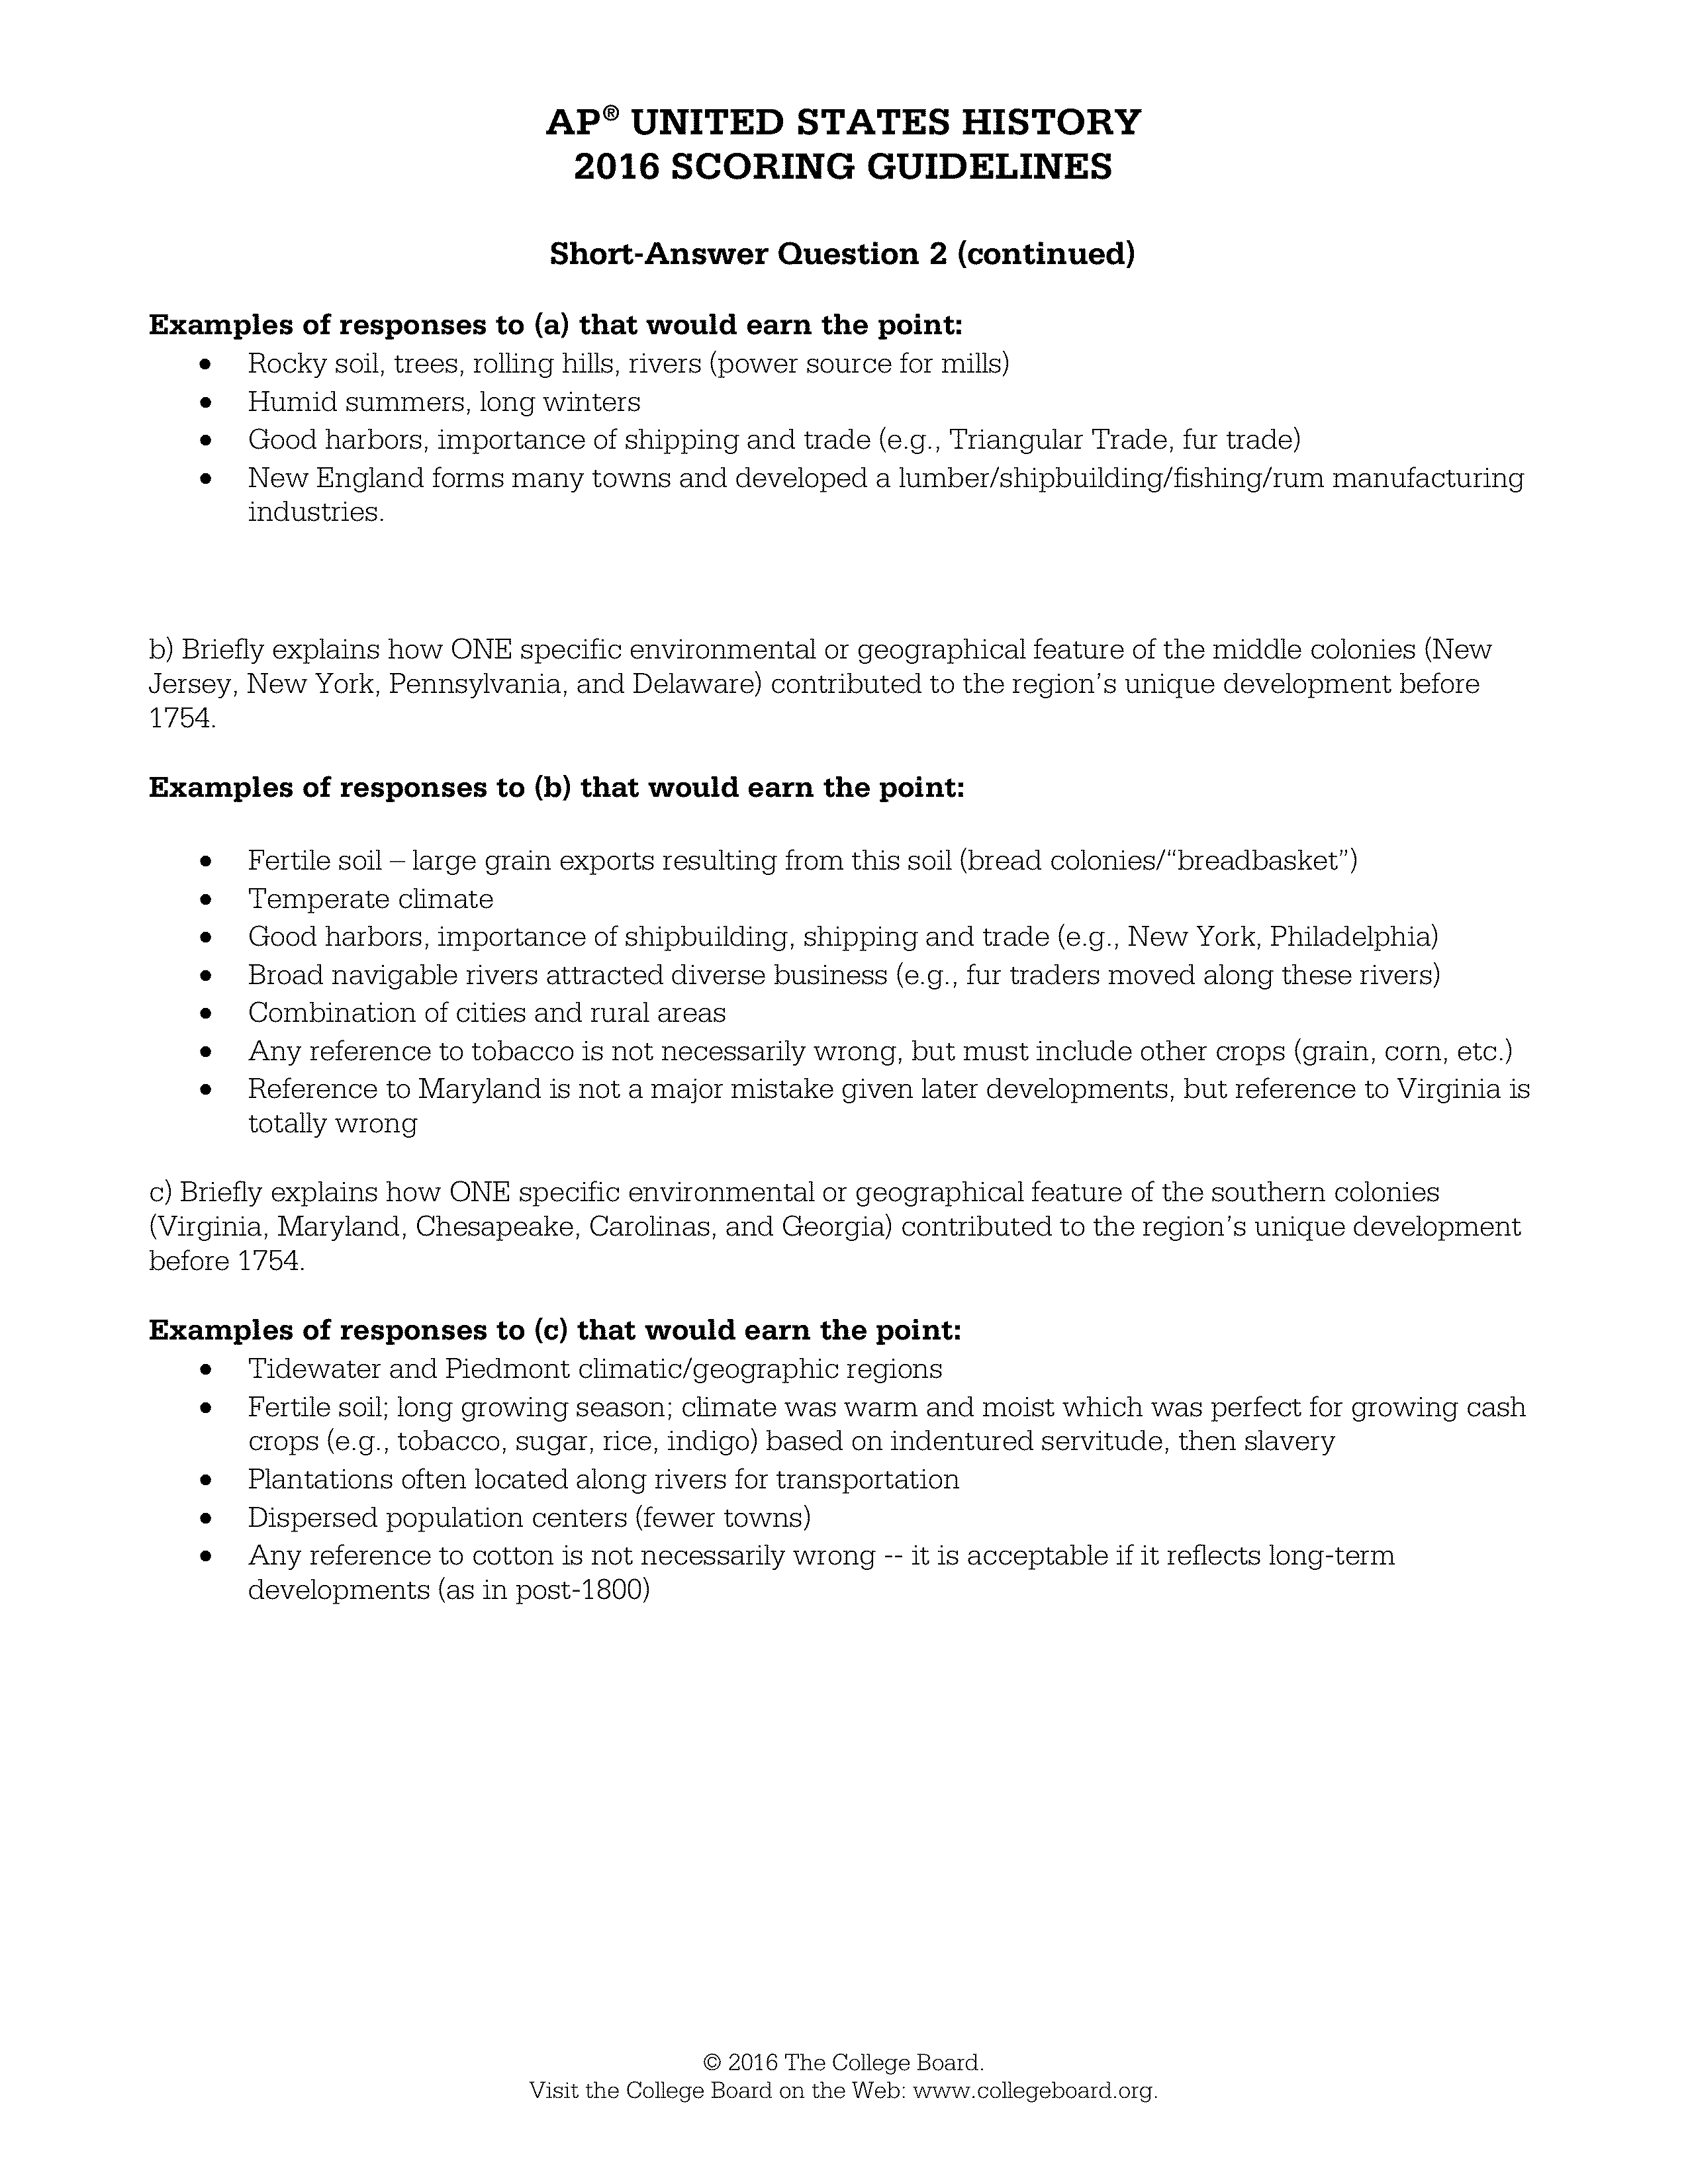 AP® UNITED STATES HISTORY
2016 SCORING GUIDELINES
Short-Answer Question 2 (continued)
Examples of responses to (a) that would earn the point:
• Rocky soil, trees, rolling hills, rivers (power source for mills)
• Humid summers, long winters
• Good harbors, importance of shipping and trade (e.g., Triangular Trade, fur trade)
• New England forms many towns and developed a lumber/shipbuilding/fishing/rum manufacturing
industries.
b) Briefly explains how ONE specific environmental or geographical feature of the middle colonies (New
Jersey, New York, Pennsylvania, and Delaware) contributed to the region’s unique development before
1754.
Examples of responses to (b) that would earn the point:
• Fertile soil – large grain exports resulting from this soil (bread colonies/“breadbasket”)
• Temperate climate
• Good harbors, importance of shipbuilding, shipping and trade (e.g., New York, Philadelphia)
• Broad navigable rivers attracted diverse business (e.g., fur traders moved along these rivers)
• Combination of cities and rural areas
• Any reference to tobacco is not necessarily wrong, but must include other crops (grain, corn, etc.)
• Reference to Maryland is not a major mistake given later developments, but reference to Virginia is
totally wrong
c) Briefly explains how ONE specific environmental or geographical feature of the southern colonies
(Virginia, Maryland, Chesapeake, Carolinas, and Georgia) contributed to the region’s unique development
before 1754.
Examples of responses to (c) that would earn the point:
• Tidewater and Piedmont climatic/geographic regions
• Fertile soil; long growing season; climate was warm and moist which was perfect for growing cash
crops (e.g., tobacco, sugar, rice, indigo) based on indentured servitude, then slavery
• Plantations often located along rivers for transportation
• Dispersed population centers (fewer towns)
• Any reference to cotton is not necessarily wrong -- it is acceptable if it reflects long-term
developments (as in post-1800)
© 2016 The College Board.
Visit the College Board on the Web: www.collegeboard.org.